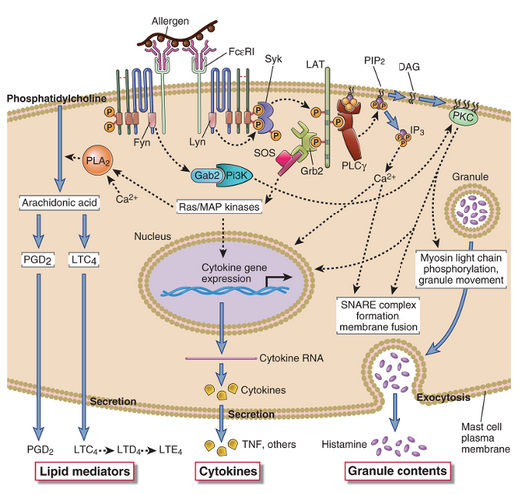 Allergen
FcεRI
Syk
LAT
PIP2
DAG
Phosphatidylcholine
P
P
P
P
P
P
P
P
P
P
P
P
PKC
Fyn
Lyn
SOS
Grb2
PLCγ
IP3
PLA2
Gab2
Pi3K
Ca2+
Ca2+
Granule
Arachidonic acid
Ras/MAP kinases
Nucleus
PGD2
LTC4
Cytokine gene
expression
Myosin light chain
phosphorylation,
granule movement
SNARE complex
formation
membrane fusion
Cytokine RNA
Cytokines
Secretion
Secretion
Exocytosis
Mast cell
plasma
membrane
PGD2
LTC4
LTD4
LTE4
TNF, others
Histamine
Lipid mediators
Cytokines
Granule contents